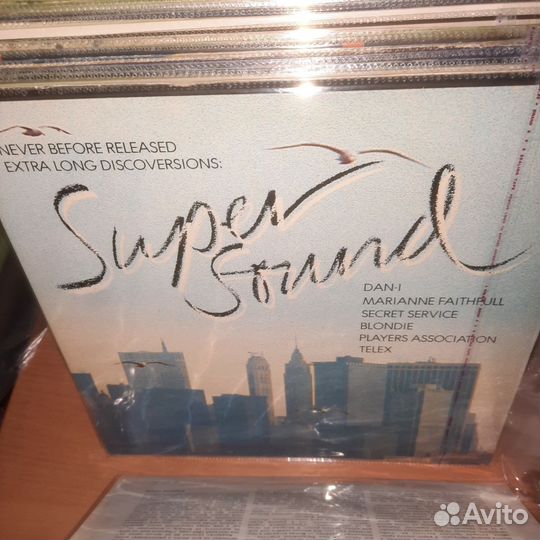 NEVER BEFORE RELEASED
EXTRA LONG DISCOVERSIONS:
Super
Sound
DAN-I
MARIANNE FAITHFULL
SECRET SERVICE
BLONDIE
PLAYERS ASSOCIATION
TELEX
Avito